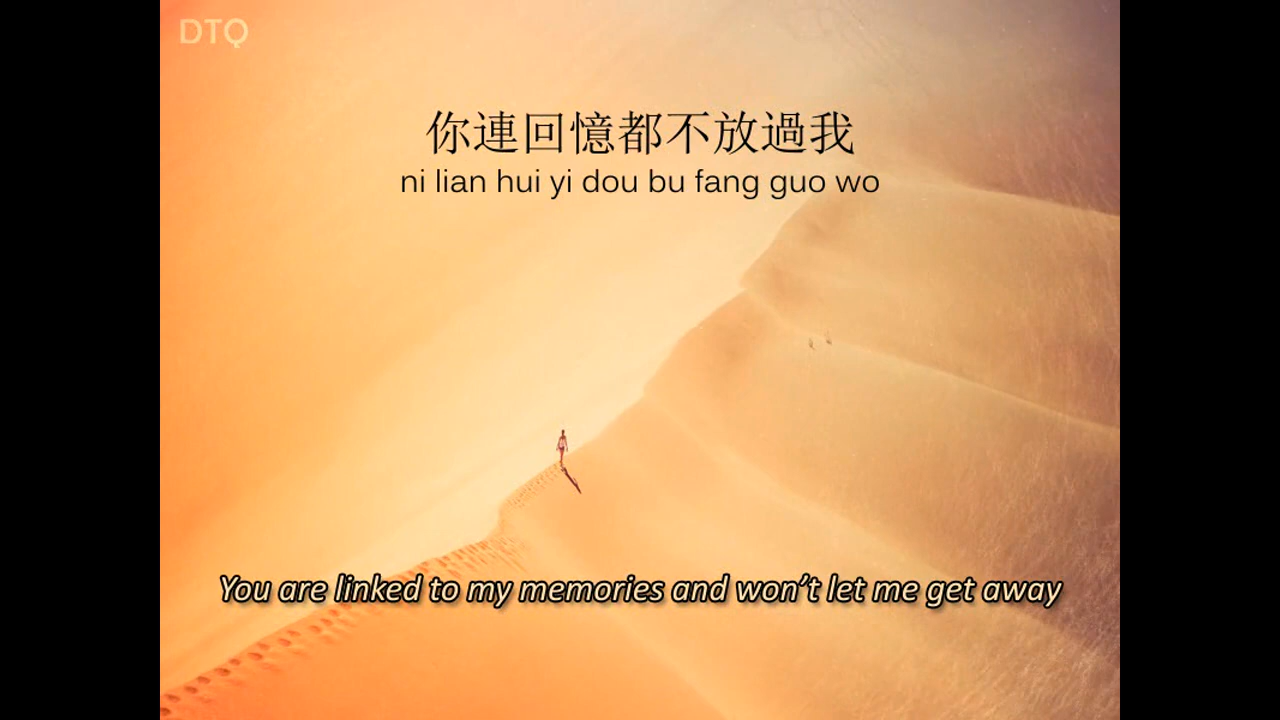 DTQ
你連回憶都不放過我
ni lian hui yi dou bu fang guo wo
You are linked to my memories and won’t let me get away